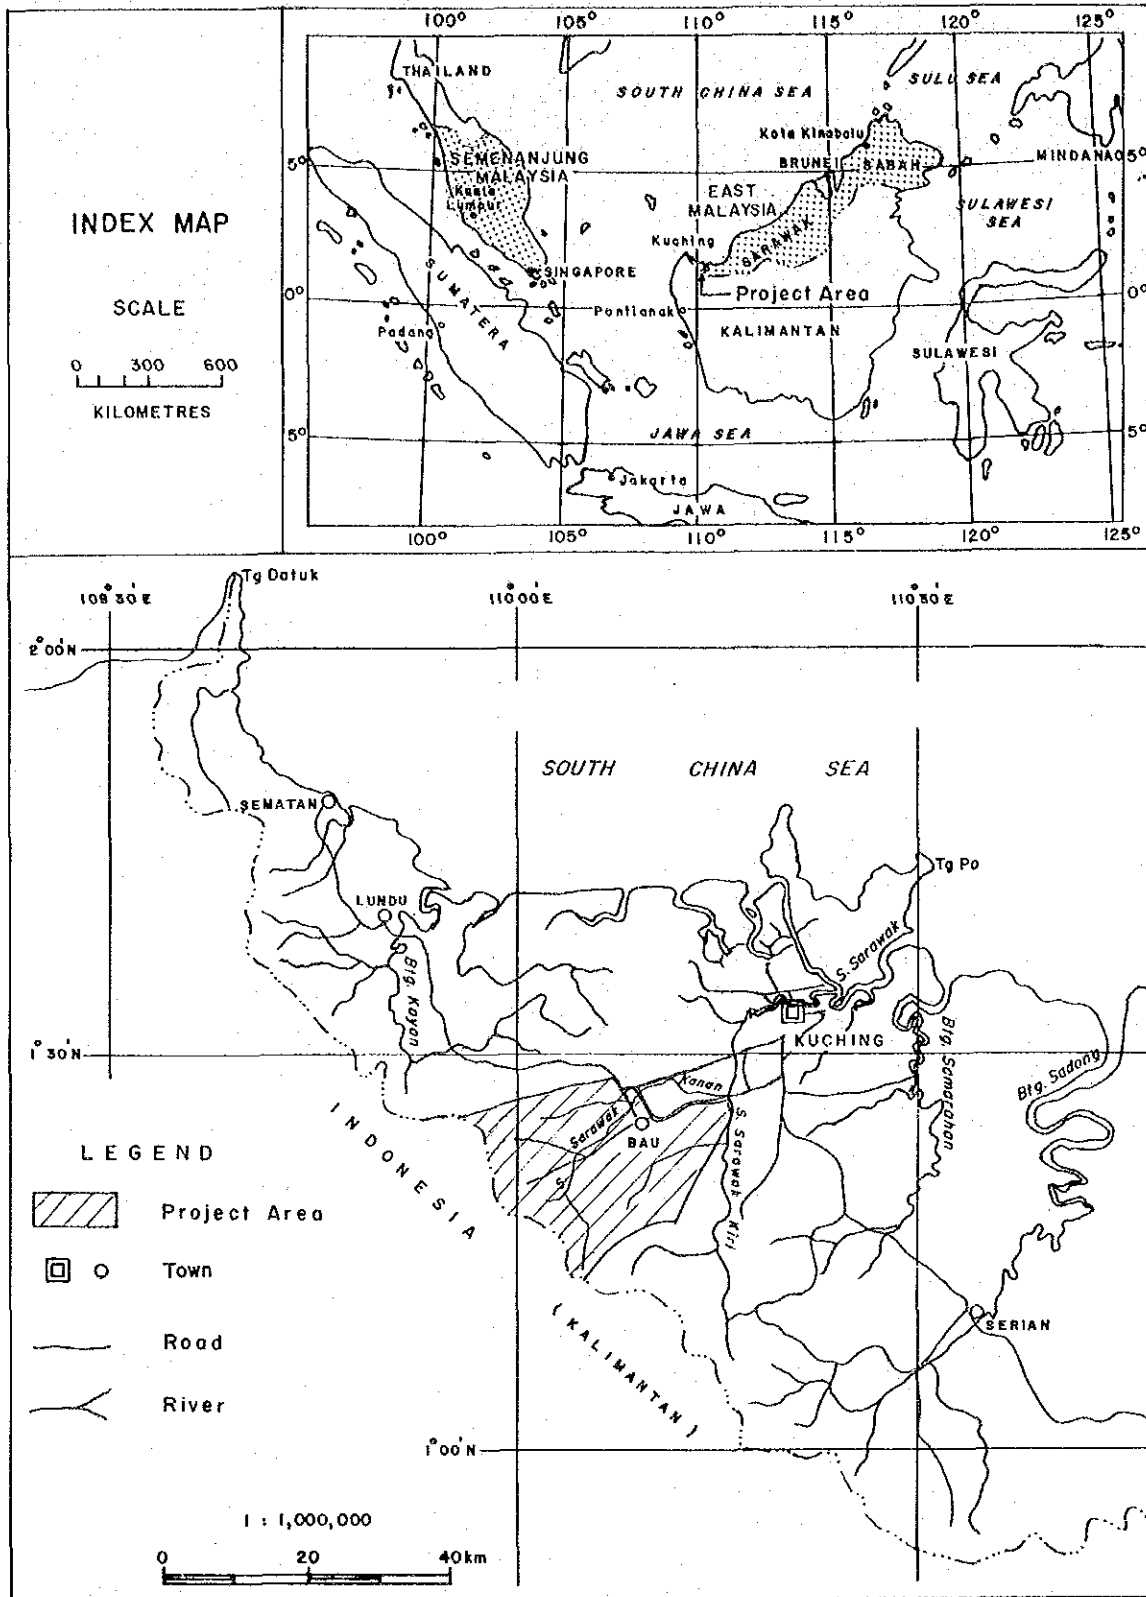 100° 105° 110° 115° 120° 125°
THAILAND
SOUTH CHINA SEA
SULU SEA
Kota Kinabalu
SEMENANJUNG
MALAYSIA
Kuala
Lumpur
BRUNEI
SABAH
MINDANAO
5° 5°
INDEX MAP
EAST
MALAYSIA
SULAWESI
SEA
SARAWAK
Kuching
SINGAPORE
SUMATERA
Project Area
0° 0°
SCALE
Pontianak
KALIMANTAN
Padang
SULAWESI
0 300 600
KILOMETRES
JAWA SEA
5° 5°
Jakarta
JAWA
100° 105° 110° 115° 120° 125°
Tg Datuk
109°30'E 110°00'E 110°30'E
2°00'N
SOUTH CHINA SEA
SEMATAN
Tg Po
LUNDU
S. Sarawak
Btg. Kayan
KUCHING
Btg. Samarahan
Btg. Sadong
1°30'N
Kanan
Sarawak
S.
BAU
S. Sarawak Kiri
INDONESIA
LEGEND
Project Area
Town
SERIAN
(KALIMANTAN)
Road
River
1°00'N
1 : 1,000,000
0 20 40km